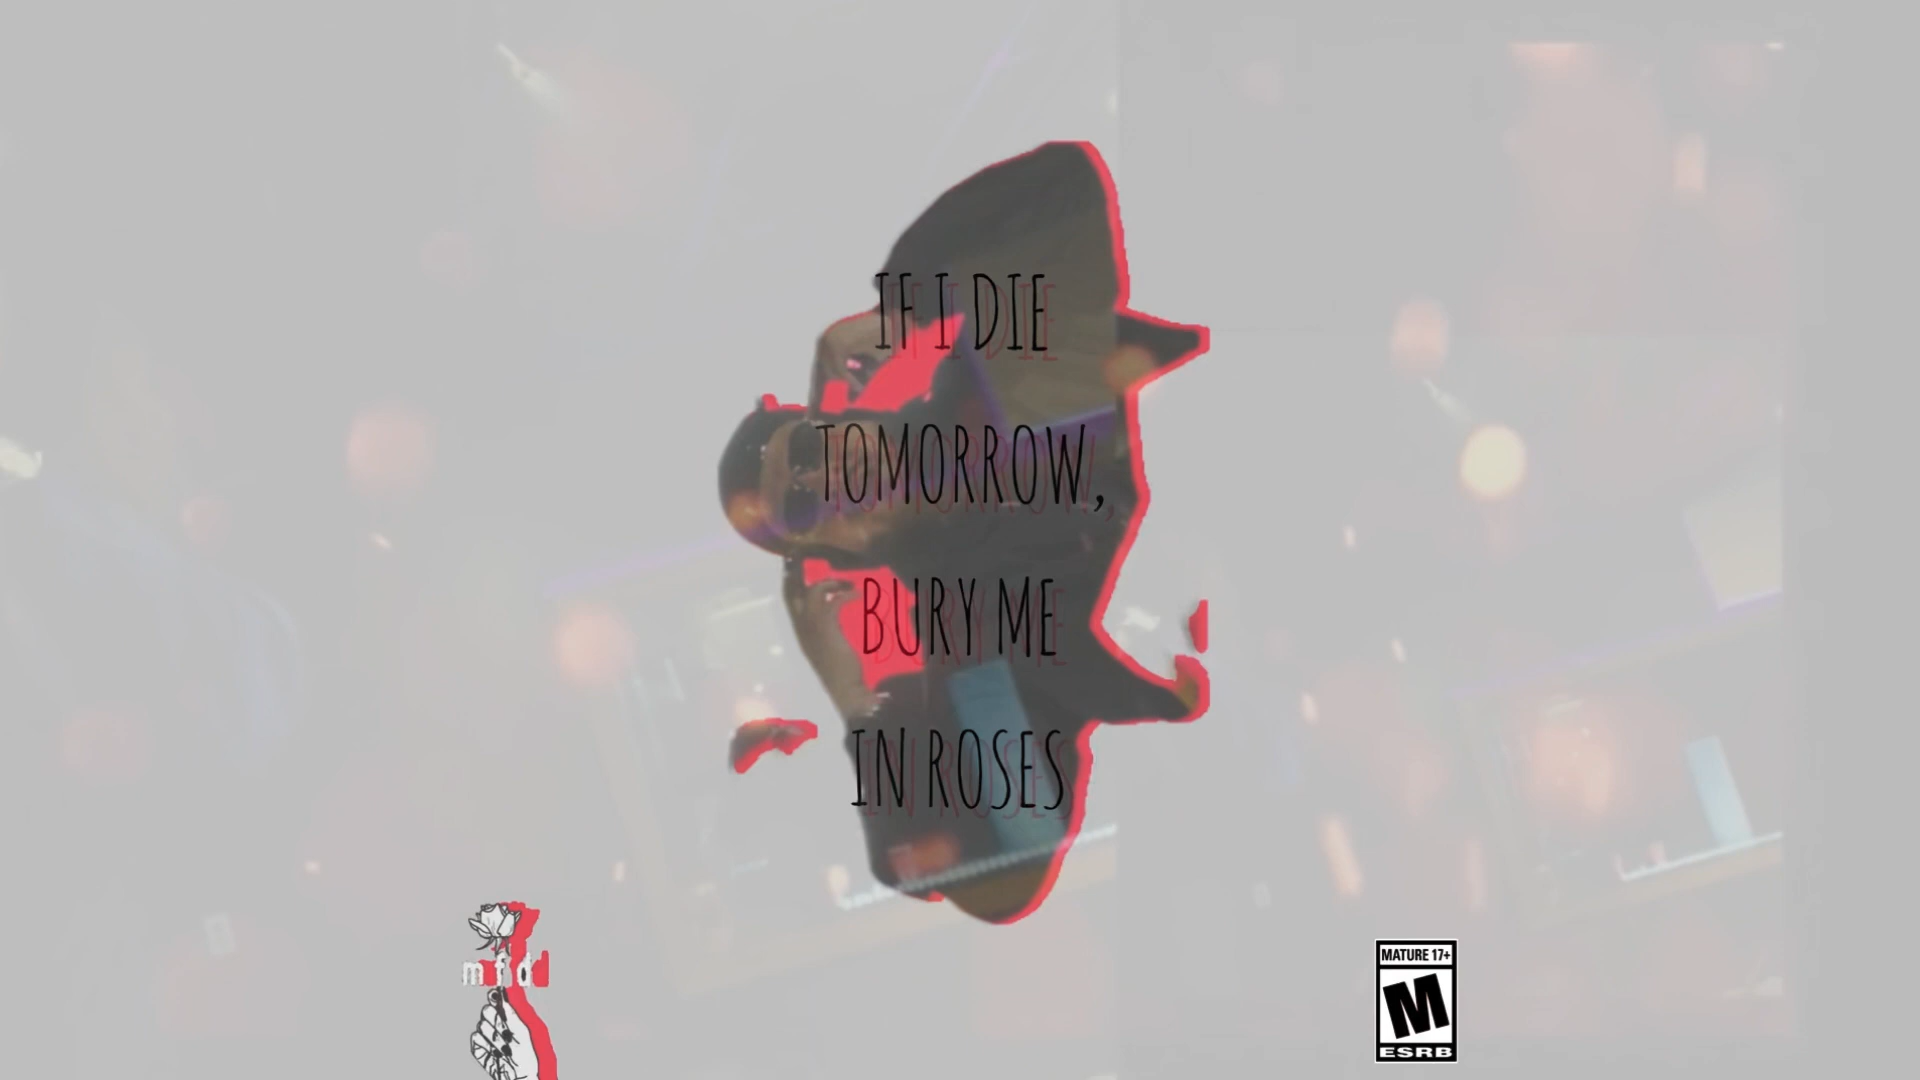 IF I DIE
TOMORROW,
BURY ME
IN ROSES
m f d
MATURE 17+
M
ESRB